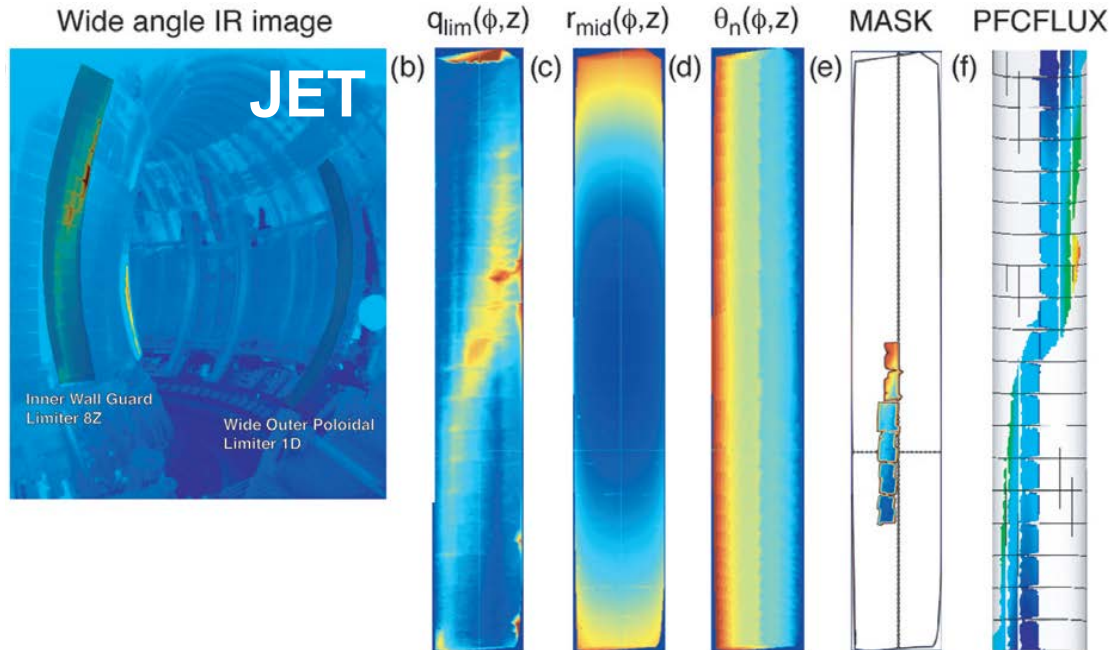 Wide angle IR image
JET
Inner Wall Guard
Limiter 8Z
Wide Outer Poloidal
Limiter 1D
q_lim(ϕ,z)
(b)
r_mid(ϕ,z)
(c)
θ_n(ϕ,z)
(d)
MASK
(e)
PFCFLUX
(f)